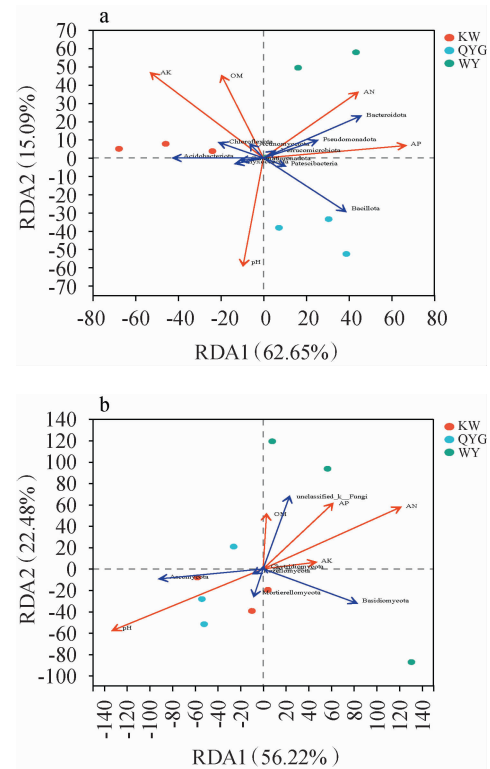 a
KW
QYG
WY
RDA2 (15.09%)
70
60
50
40
30
20
10
0
-10
-20
-30
-40
-50
-60
-70
AK
OM
AN
Bacteroidota
Pseudomonadota
AP
Acidobacteriota
Patescibacteria
Bacillota
pH
-80 -60 -40 -20 0 20 40 60 80
RDA1 (62.65%)
b
KW
QYG
WY
RDA2 (22.48%)
140
120
100
80
60
40
20
0
-20
-40
-60
-80
-100
unclassified_k__Fungi
AP
AN
OM
AK
Ascomycota
Mortierellomycota
Basidiomycota
pH
-140 -120 -100 -80 -60 -40 -20 0 20 40 60 80 100 120 140
RDA1 (56.22%)